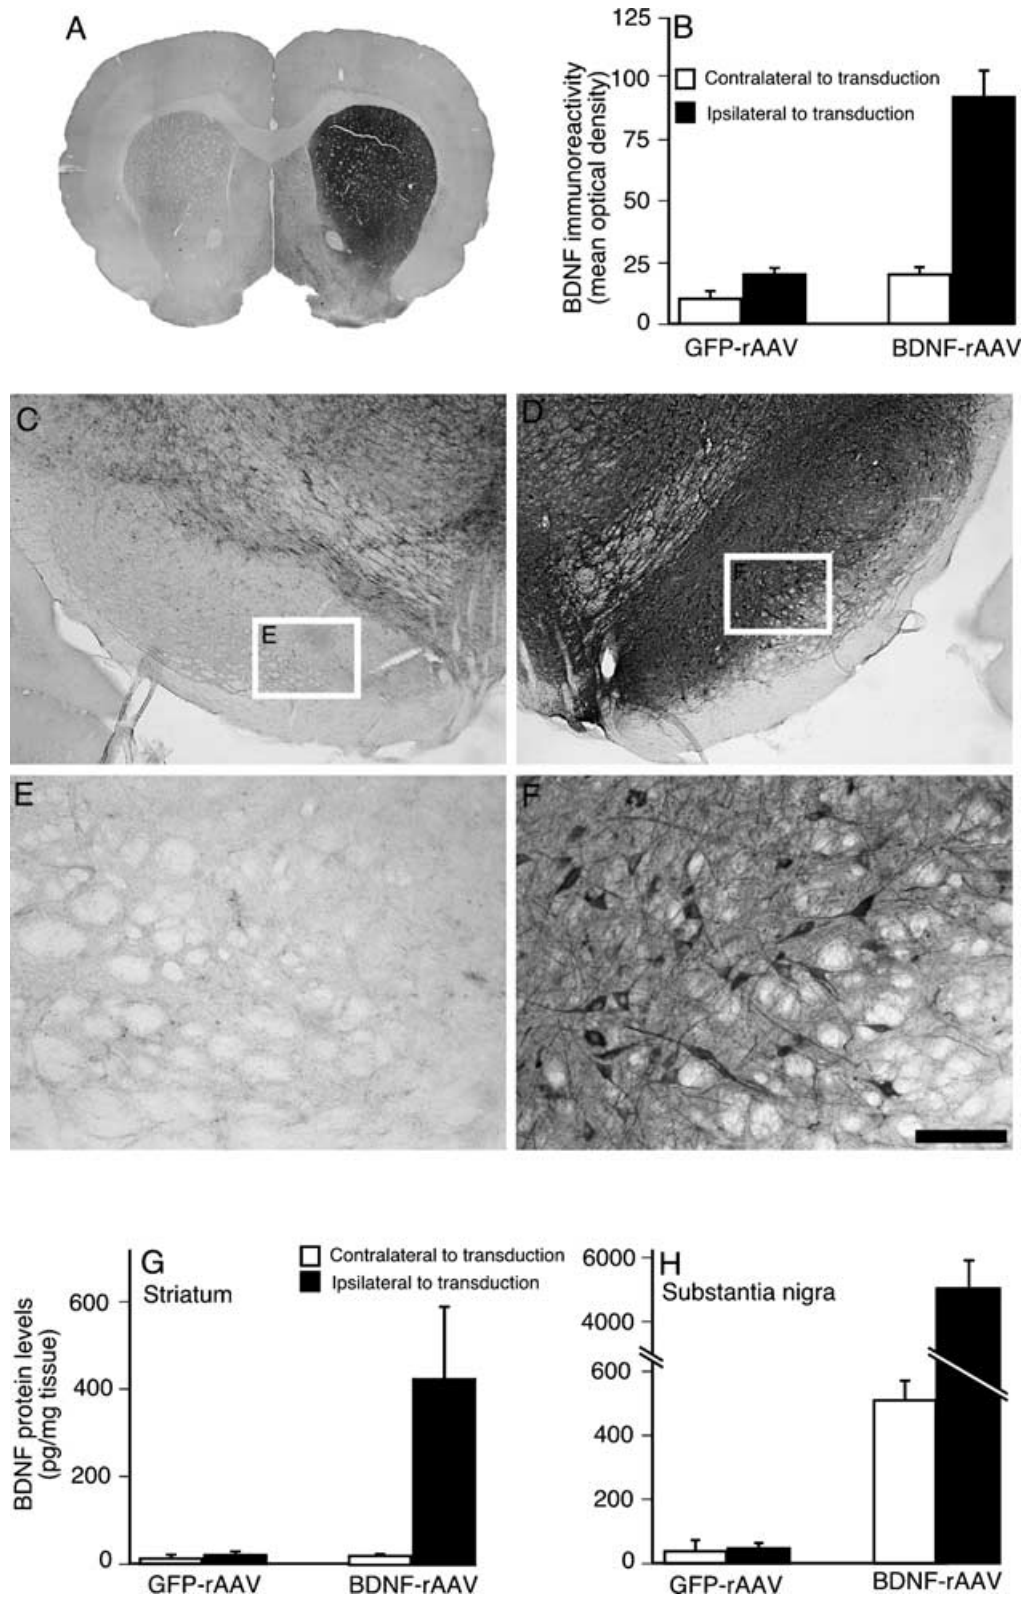 A
B
125
100
75
50
25
0
BDNF immunoreactivity
(mean optical density)
Contralateral to transduction
Ipsilateral to transduction
GFP-rAAV
BDNF-rAAV
C
D
E
F
E
F
G
Striatum
Contralateral to transduction
Ipsilateral to transduction
600
400
200
0
BDNF protein levels
(pg/mg tissue)
GFP-rAAV
BDNF-rAAV
H
Substantia nigra
6000
4000
600
400
200
0
GFP-rAAV
BDNF-rAAV